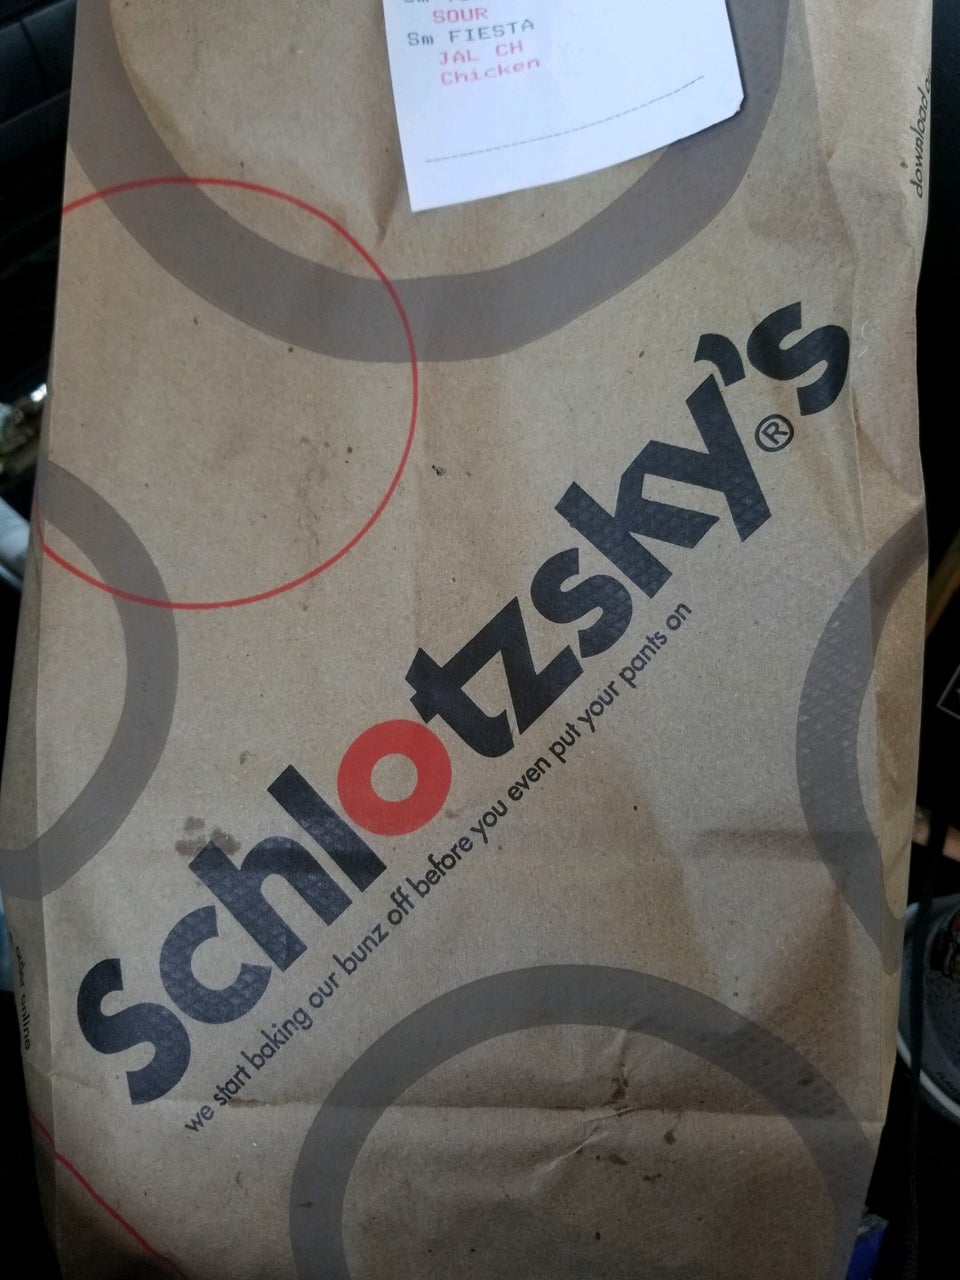 SOUR
Sm FIESTA
JAL CH
Chicken
download
Schlotzsky's®
we start baking our bunz off before you even put your pants on
order online